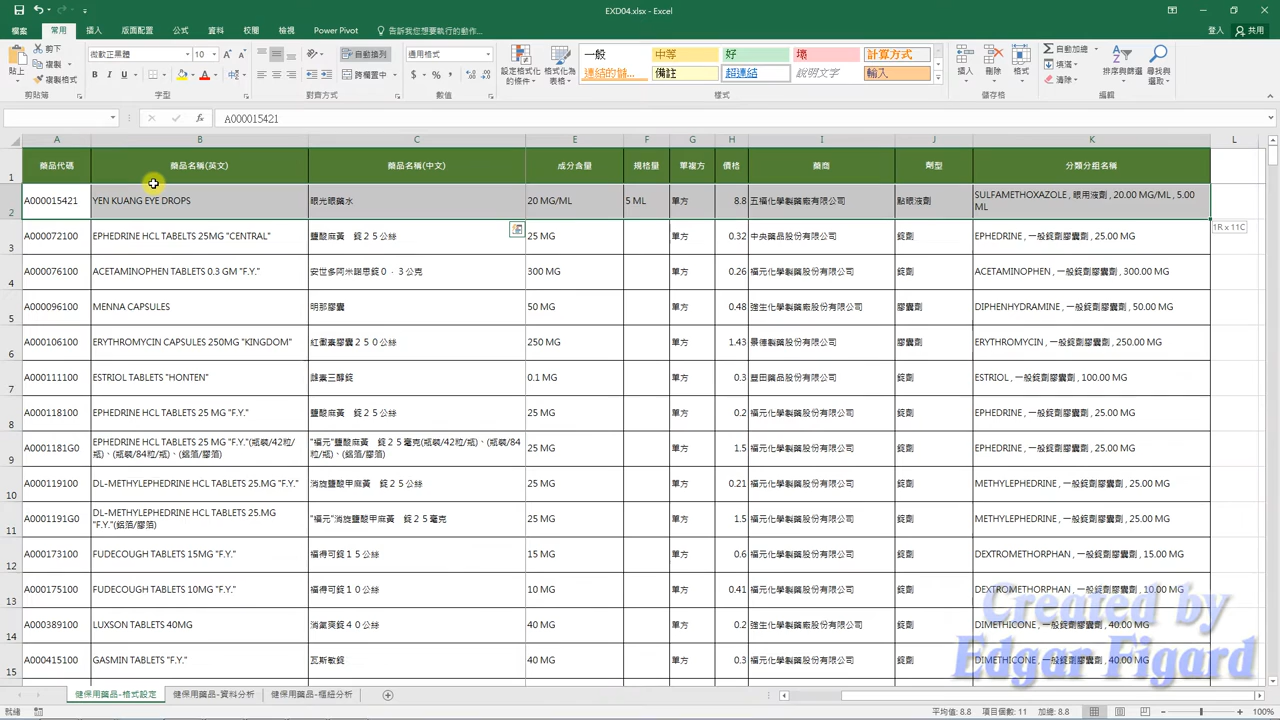 EXD04.xlsx - Excel
檔案 常用 插入 版面配置 公式 資料 校閱 檢視 Power Pivot 告訴我您想要執行的動作... 登入 共用
貼上 剪下 複製 複製格式 剪貼簿
微軟正黑體 10 字型
自動換列 跨欄置中 對齊方式
通用格式 數值
設定格式化的條件 格式化為表格
一般 中等 好 壞 計算方式
連結的儲... 備註 超連結 說明文字 輸入
樣式
插入 刪除 格式 儲存格
自動加總 填滿 清除 排序與篩選 尋找與選取 編輯
A000015421
A B C D E F G H I J K L
1 藥品代碼 藥品名稱(英文) 藥品名稱(中文) 成分含量 規格量 單複方 價格 藥商 劑型 分類分組名稱
2 A000015421 YEN KUANG EYE DROPS 眼光眼藥水 20 MG/ML 5 ML 單方 8.8 五福化學製藥廠有限公司 點眼液劑 SULFAMETHOXAZOLE , 眼用液劑 , 20.00 MG/ML , 5.00 ML
1R x 11C
3 A000072100 EPHEDRINE HCL TABELTS 25MG "CENTRAL" 鹽酸麻黃 錠２５公絲 25 MG 單方 0.32 中央藥品股份有限公司 錠劑 EPHEDRINE , 一般錠劑膠囊劑 , 25.00 MG
4 A000076100 ACETAMINOPHEN TABLETS 0.3 GM "F.Y." 安世多阿米諾思錠０．３公克 300 MG 單方 0.26 福元化學製藥股份有限公司 錠劑 ACETAMINOPHEN , 一般錠劑膠囊劑 , 300.00 MG
5 A000096100 MENNA CAPSULES 明那膠囊 50 MG 單方 0.48 強生化學製藥廠股份有限公司 膠囊劑 DIPHENHYDRAMINE , 一般錠劑膠囊劑 , 50.00 MG
6 A000106100 ERYTHROMYCIN CAPSULES 250MG "KINGDOM" 紅黴素膠囊２５０公絲 250 MG 單方 1.43 景德製藥股份有限公司 膠囊劑 ERYTHROMYCIN , 一般錠劑膠囊劑 , 250.00 MG
7 A000111100 ESTRIOL TABLETS "HONTEN" 雌素三醇錠 0.1 MG 單方 0.3 豐田藥品股份有限公司 錠劑 ESTRIOL , 一般錠劑膠囊劑 , 100.00 MG
8 A000118100 EPHEDRINE HCL TABLETS 25 MG "F.Y." 鹽酸麻黃 錠２５公絲 25 MG 單方 0.2 福元化學製藥股份有限公司 錠劑 EPHEDRINE , 一般錠劑膠囊劑 , 25.00 MG
9 A0001181G0 EPHEDRINE HCL TABLETS 25 MG "F.Y."(瓶裝/42粒/瓶)、(瓶裝/84粒/瓶)、(鋁箔/膠箔) "福元"鹽酸麻黃 錠２５毫克(瓶裝/42粒/瓶)、(瓶裝/84粒/瓶)、(鋁箔/膠箔) 25 MG 單方 1.5 福元化學製藥股份有限公司 錠劑 EPHEDRINE , 一般錠劑膠囊劑 , 25.00 MG
10 A000119100 DL-METHYLEPHEDRINE HCL TABLETS 25.MG "F.Y." 消旋鹽酸甲麻黃 錠２５公絲 25 MG 單方 0.21 福元化學製藥股份有限公司 錠劑 METHYLEPHEDRINE , 一般錠劑膠囊劑 , 25.00 MG
11 A0001191G0 DL-METHYLEPHEDRINE HCL TABLETS 25.MG "F.Y."(鋁箔/膠箔) "福元"消旋鹽酸甲麻黃 錠２５毫克 25 MG 單方 1.5 福元化學製藥股份有限公司 錠劑 METHYLEPHEDRINE , 一般錠劑膠囊劑 , 25.00 MG
12 A000173100 FUDECOUGH TABLETS 15MG "F.Y." 福得可錠１５公絲 15 MG 單方 0.6 福元化學製藥股份有限公司 錠劑 DEXTROMETHORPHAN , 一般錠劑膠囊劑 , 15.00 MG
13 A000175100 FUDECOUGH TABLETS 10MG "F.Y." 福得可錠１０公絲 10 MG 單方 0.41 福元化學製藥股份有限公司 錠劑 DEXTROMETHORPHAN , 一般錠劑膠囊劑 , 10.00 MG
14 A000389100 LUXSON TABLETS 40MG 消氣爽錠４０公絲 40 MG 單方 0.2 強生化學製藥廠股份有限公司 錠劑 DIMETHICONE , 一般錠劑膠囊劑 , 40.00 MG
15 A000415100 GASMIN TABLETS "F.Y." 瓦斯敏錠 40 MG 單方 0.3 福元化學製藥股份有限公司 錠劑 DIMETHICONE , 一般錠劑膠囊劑 , 40.00 MG
Created by
Edgar Figard
健保用藥品-格式設定 健保用藥品-資料分析 健保用藥品-樞紐分析
就緒 平均值: 8.8 項目個數: 11 加總: 8.8 100%